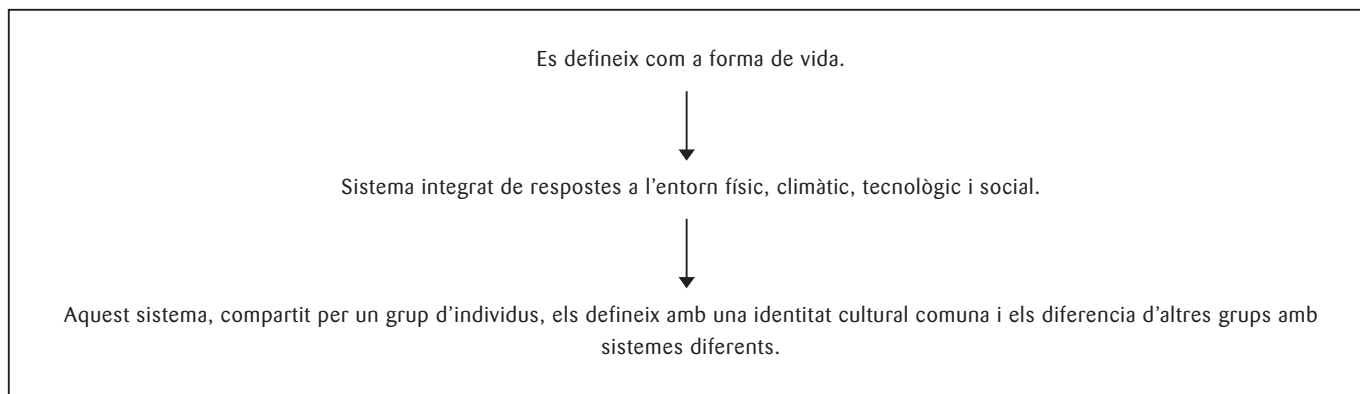 Es defineix com a forma de vida.
Sistema integrat de respostes a l’entorn físic, climàtic, tecnològic i social.
Aquest sistema, compartit per un grup d’individus, els defineix amb una identitat cultural comuna i els diferencia d’altres grups amb
sistemes diferents.